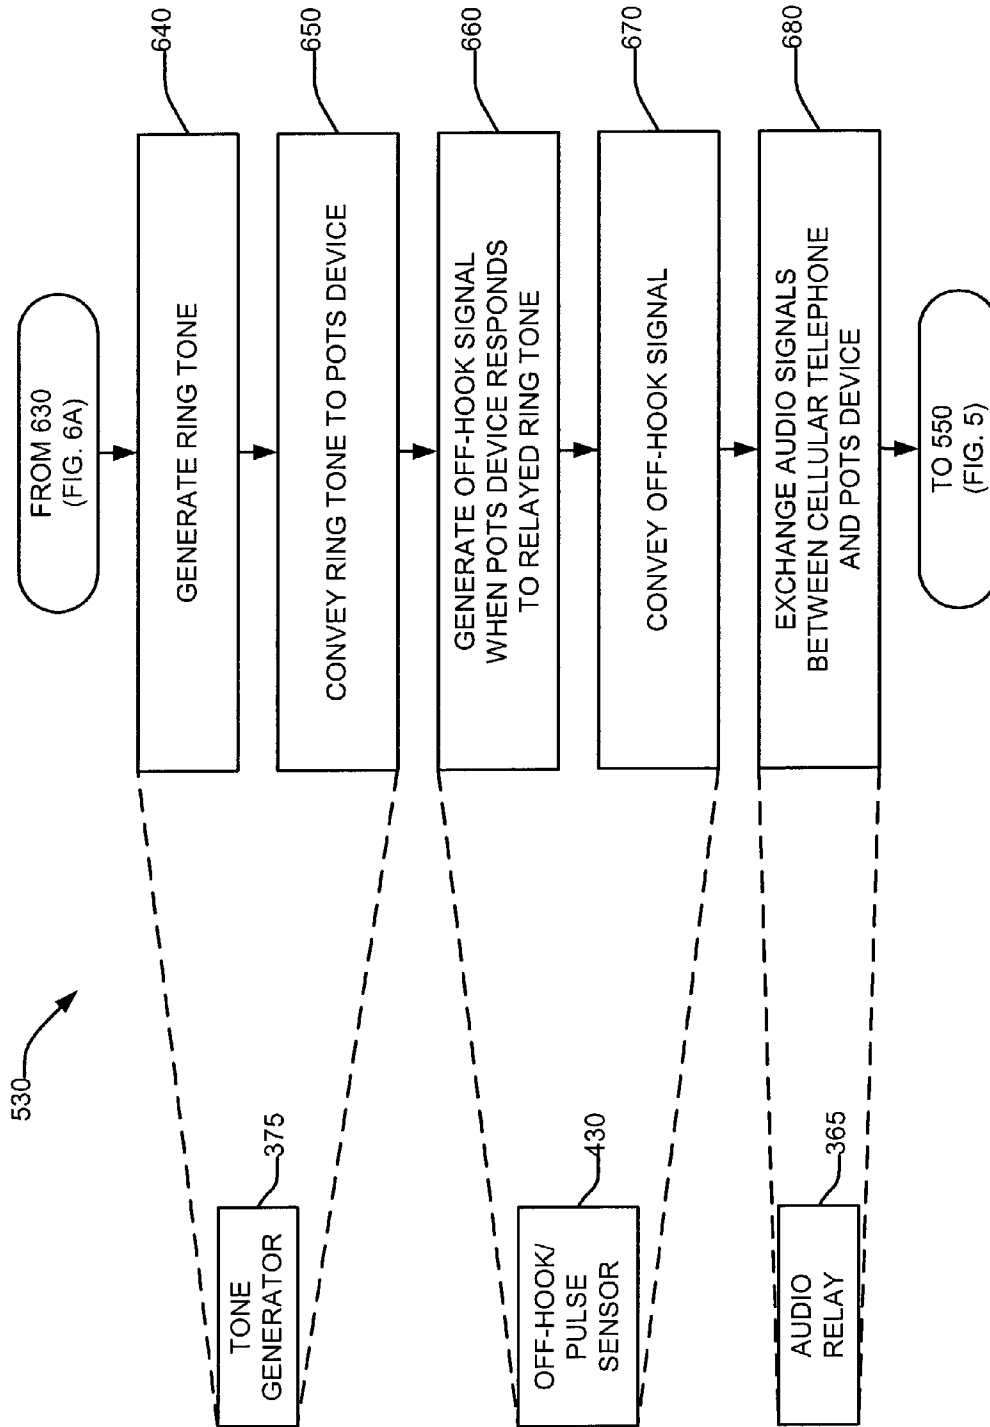 530
FROM 630
(FIG. 6A)
GENERATE RING TONE
640
CONVEY RING TONE TO POTS DEVICE
650
TONE
GENERATOR
375
GENERATE OFF-HOOK SIGNAL
WHEN POTS DEVICE RESPONDS
TO RELAYED RING TONE
660
CONVEY OFF-HOOK SIGNAL
670
OFF-HOOK/
PULSE
SENSOR
430
EXCHANGE AUDIO SIGNALS
BETWEEN CELLULAR TELEPHONE
AND POTS DEVICE
680
AUDIO
RELAY
365
TO 550
(FIG. 5)